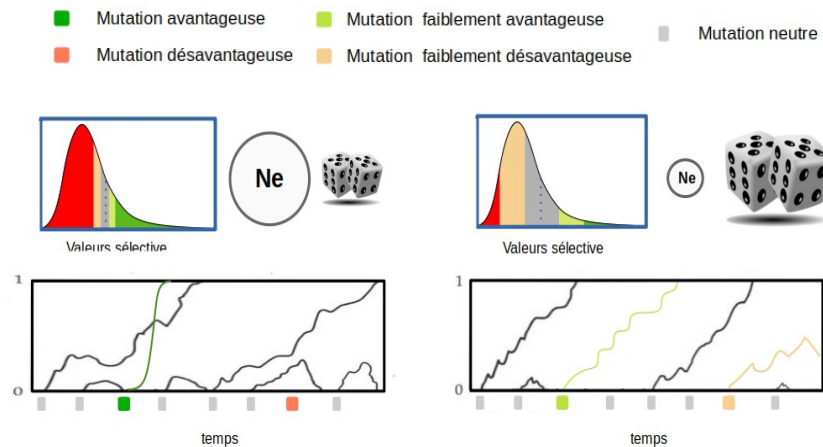 Mutation avantageuse
Mutation faiblement avantageuse
Mutation neutre
Mutation désavantageuse
Mutation faiblement désavantageuse
Ne
Ne
Valeurs sélective
Valeurs sélective
1
0
1
0
temps
temps